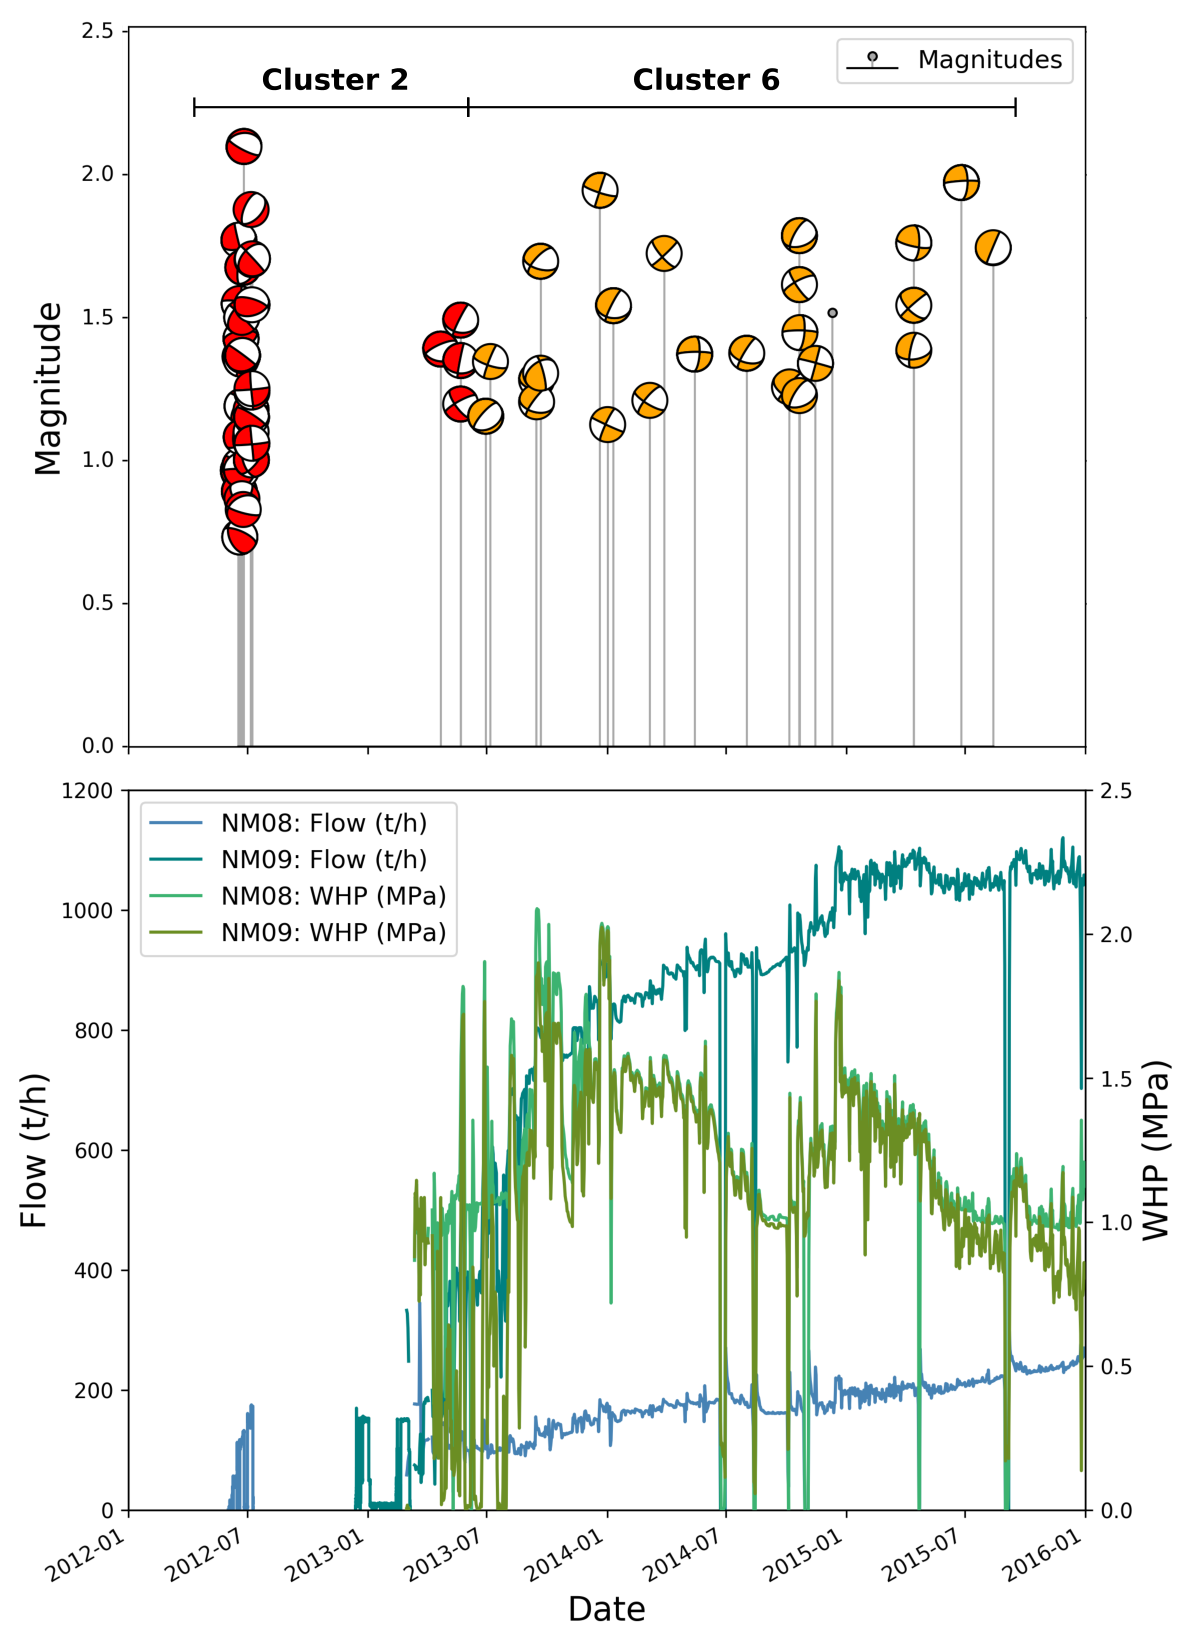 2.5
Cluster 2
Cluster 6
Magnitudes
2.0
1.5
1.0
0.5
0.0
Magnitude
1200
1000
800
600
400
200
0
Flow (t/h)
NM08: Flow (t/h)
NM09: Flow (t/h)
NM08: WHP (MPa)
NM09: WHP (MPa)
2.5
2.0
1.5
1.0
0.5
0.0
WHP (MPa)
2012-01
2012-07
2013-01
2013-07
2014-01
2014-07
2015-01
2015-07
2016-01
Date